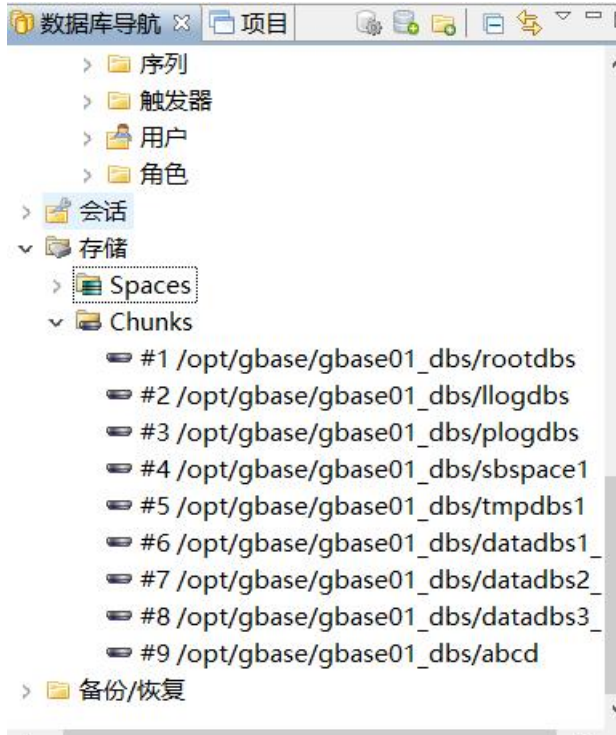 数据库导航 项目
序列
触发器
用户
角色
会话
存储
Spaces
Chunks
#1 /opt/gbase/gbase01_dbs/rootdbs
#2 /opt/gbase/gbase01_dbs/llogdbs
#3 /opt/gbase/gbase01_dbs/plogdbs
#4 /opt/gbase/gbase01_dbs/sbspace1
#5 /opt/gbase/gbase01_dbs/tmpdbs1
#6 /opt/gbase/gbase01_dbs/datadbs1_
#7 /opt/gbase/gbase01_dbs/datadbs2_
#8 /opt/gbase/gbase01_dbs/datadbs3_
#9 /opt/gbase/gbase01_dbs/abcd
备份/恢复